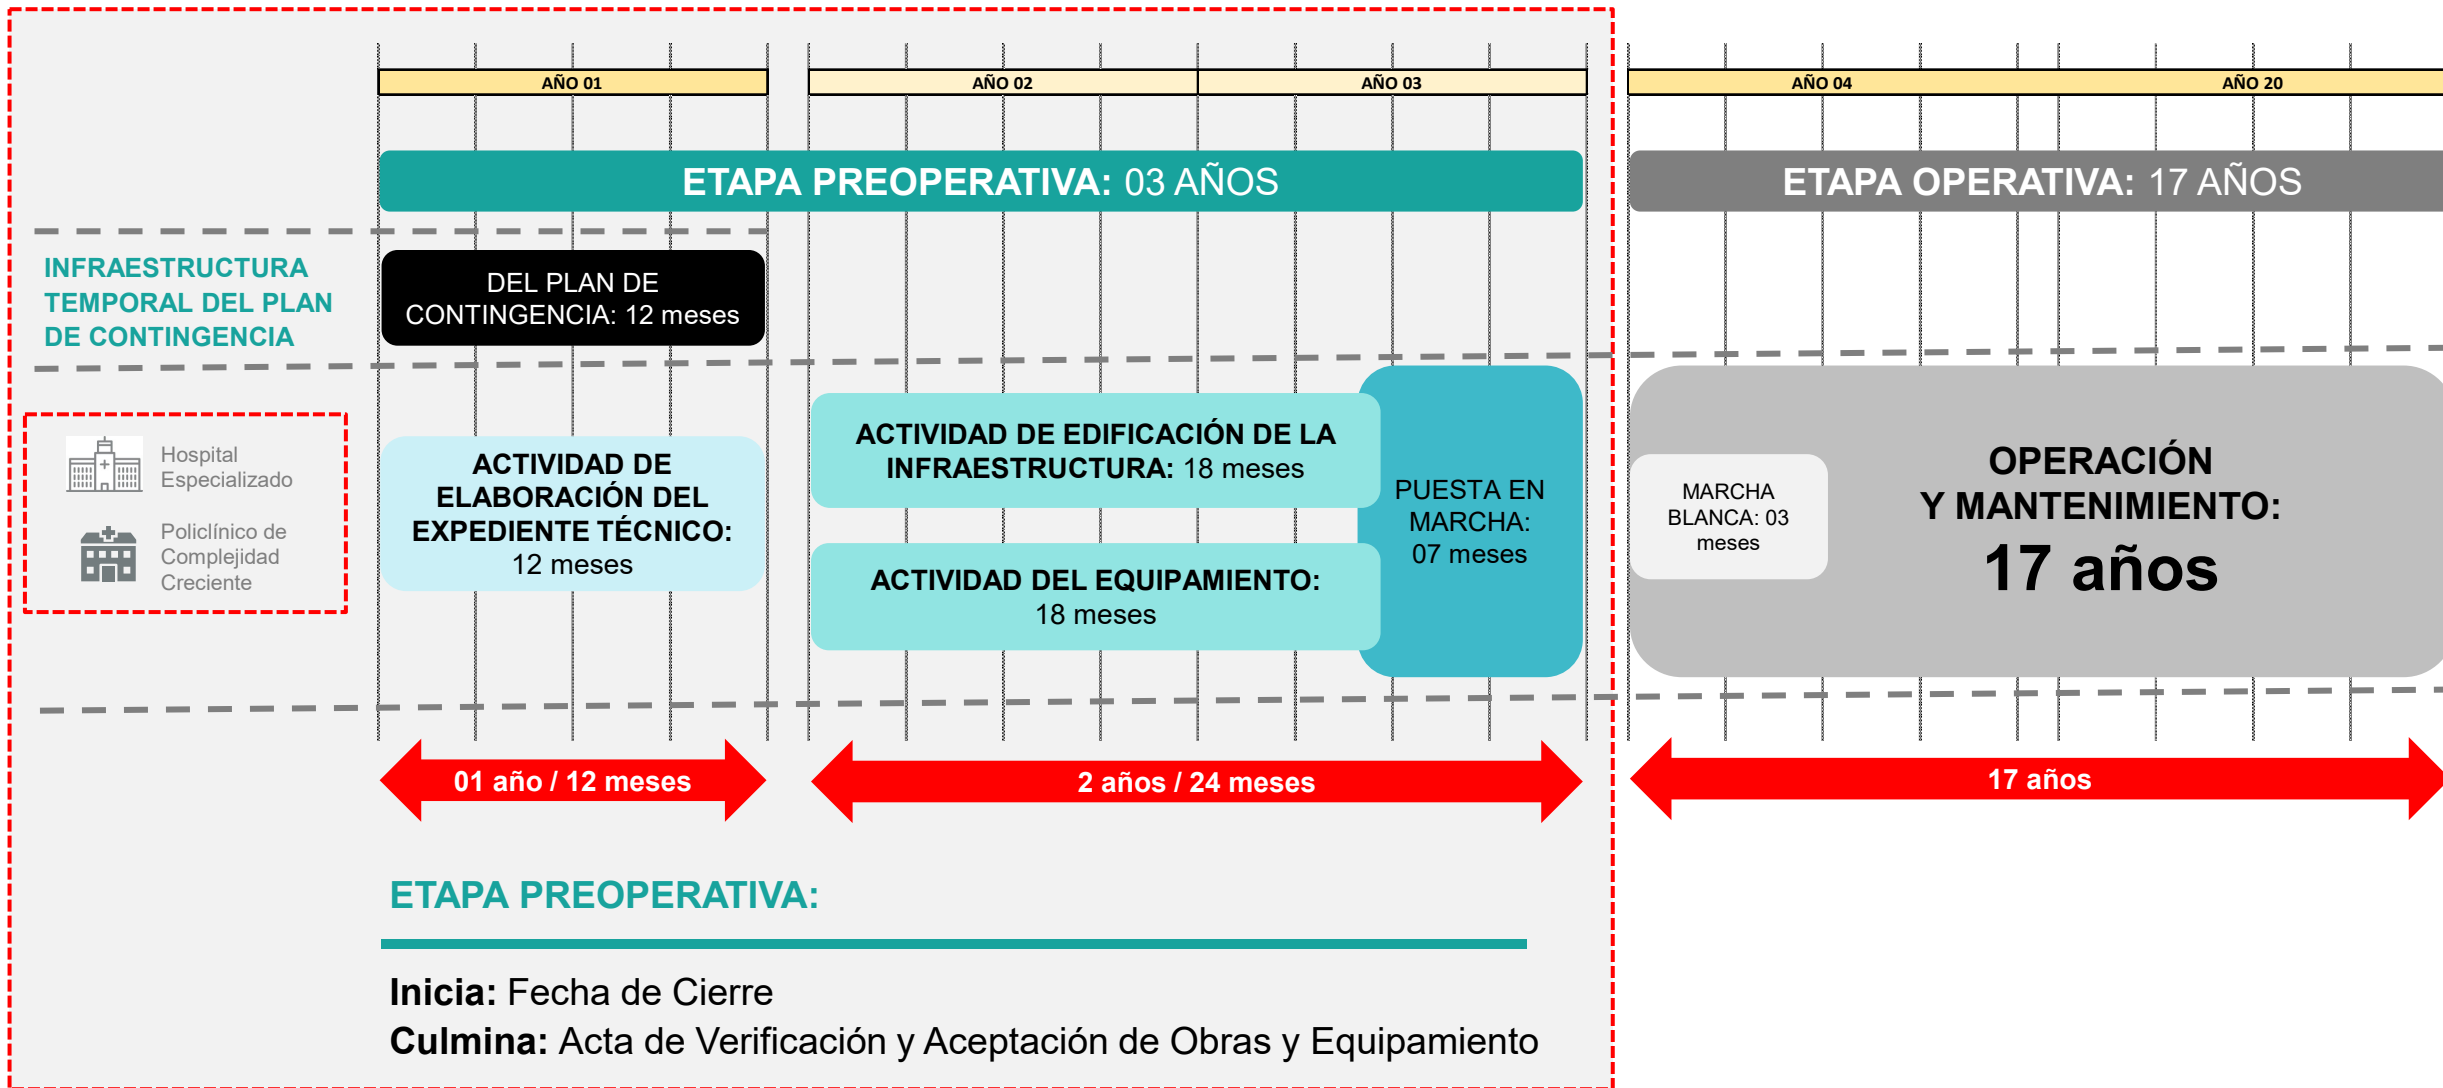 AÑO 01
AÑO 02
AÑO 03
AÑO 04
AÑO 20
ETAPA PREOPERATIVA: 03 AÑOS
ETAPA OPERATIVA: 17 AÑOS
INFRAESTRUCTURA
TEMPORAL DEL PLAN
DE CONTINGENCIA
DEL PLAN DE
CONTINGENCIA: 12 meses
Hospital
Especializado
Policlínico de
Complejidad
Creciente
ACTIVIDAD DE
ELABORACIÓN DEL
EXPEDIENTE TÉCNICO:
12 meses
ACTIVIDAD DE EDIFICACIÓN DE LA
INFRAESTRUCTURA: 18 meses
ACTIVIDAD DEL EQUIPAMIENTO:
18 meses
PUESTA EN
MARCHA:
07 meses
MARCHA
BLANCA: 03
meses
OPERACIÓN
Y MANTENIMIENTO:
17 años
01 año / 12 meses
2 años / 24 meses
17 años
ETAPA PREOPERATIVA:
Inicia: Fecha de Cierre
Culmina: Acta de Verificación y Aceptación de Obras y Equipamiento